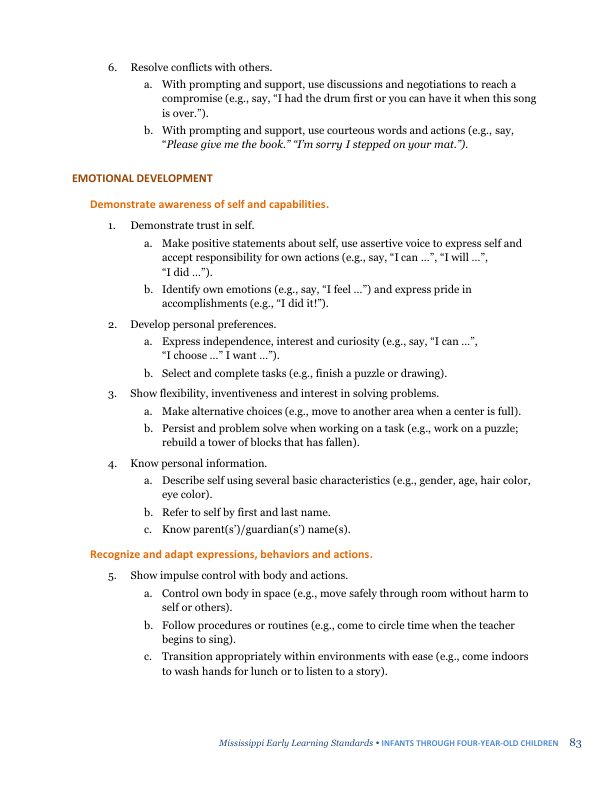 6. Resolve conflicts with others.
a. With prompting and support, use discussions and negotiations to reach a
compromise (e.g., say, “I had the drum first or you can have it when this song
is over.”).
b. With prompting and support, use courteous words and actions (e.g., say,
“Please give me the book.” “I’m sorry I stepped on your mat.”).
EMOTIONAL DEVELOPMENT
Demonstrate awareness of self and capabilities.
1. Demonstrate trust in self.
a. Make positive statements about self, use assertive voice to express self and
accept responsibility for own actions (e.g., say, “I can …”, “I will …”,
“I did …”).
b. Identify own emotions (e.g., say, “I feel …”) and express pride in
accomplishments (e.g., “I did it!”).
2. Develop personal preferences.
a. Express independence, interest and curiosity (e.g., say, “I can …”,
“I choose …” I want …”).
b. Select and complete tasks (e.g., finish a puzzle or drawing).
3. Show flexibility, inventiveness and interest in solving problems.
a. Make alternative choices (e.g., move to another area when a center is full).
b. Persist and problem solve when working on a task (e.g., work on a puzzle;
rebuild a tower of blocks that has fallen).
4. Know personal information.
a. Describe self using several basic characteristics (e.g., gender, age, hair color,
eye color).
b. Refer to self by first and last name.
c. Know parent(s’)/guardian(s’) name(s).
Recognize and adapt expressions, behaviors and actions.
5. Show impulse control with body and actions.
a. Control own body in space (e.g., move safely through room without harm to
self or others).
b. Follow procedures or routines (e.g., come to circle time when the teacher
begins to sing).
c. Transition appropriately within environments with ease (e.g., come indoors
to wash hands for lunch or to listen to a story).
Mississippi Early Learning Standards • INFANTS THROUGH FOUR-YEAR-OLD CHILDREN 83